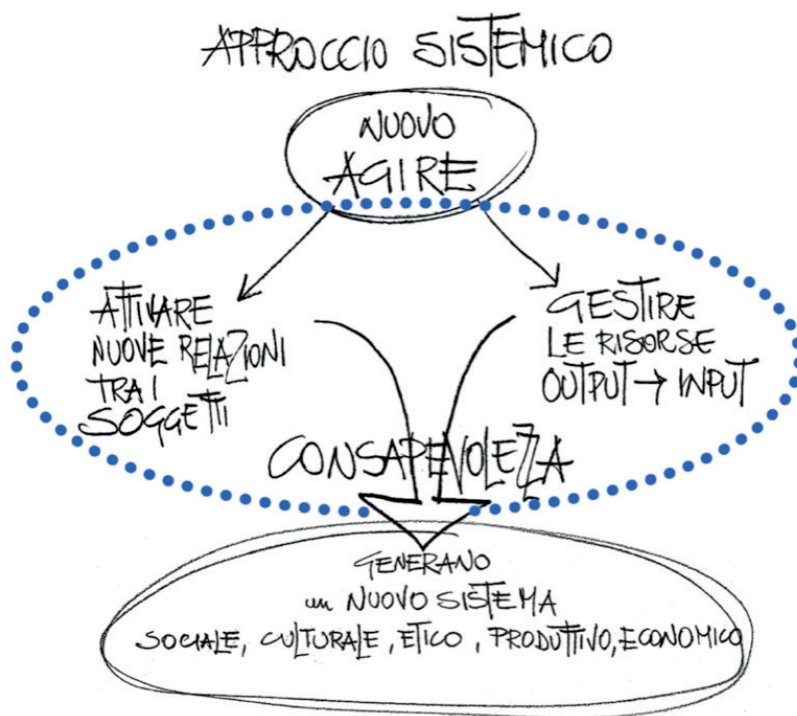 APPROCCIO SISTEMICO
NUOVO
AGIRE
ATTIVARE
NUOVE RELAZIONI
TRA I
SOGGETTI
GESTIRE
LE RISORSE
OUTPUT → INPUT
CONSAPEVOLEZZA
GENERANO
un NUOVO SISTEMA
SOCIALE, CULTURALE, ETICO, PRODUTTIVO, ECONOMICO